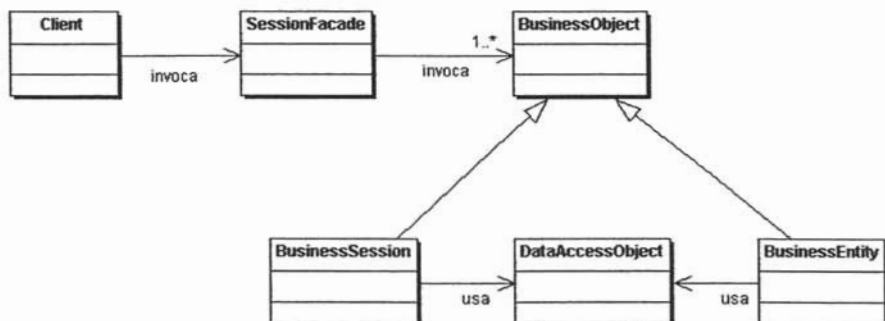 Client
SessionFacade
BusinessObject
1..*
invoca
invoca
BusinessSession
DataAccessObject
BusinessEntity
usa
usa